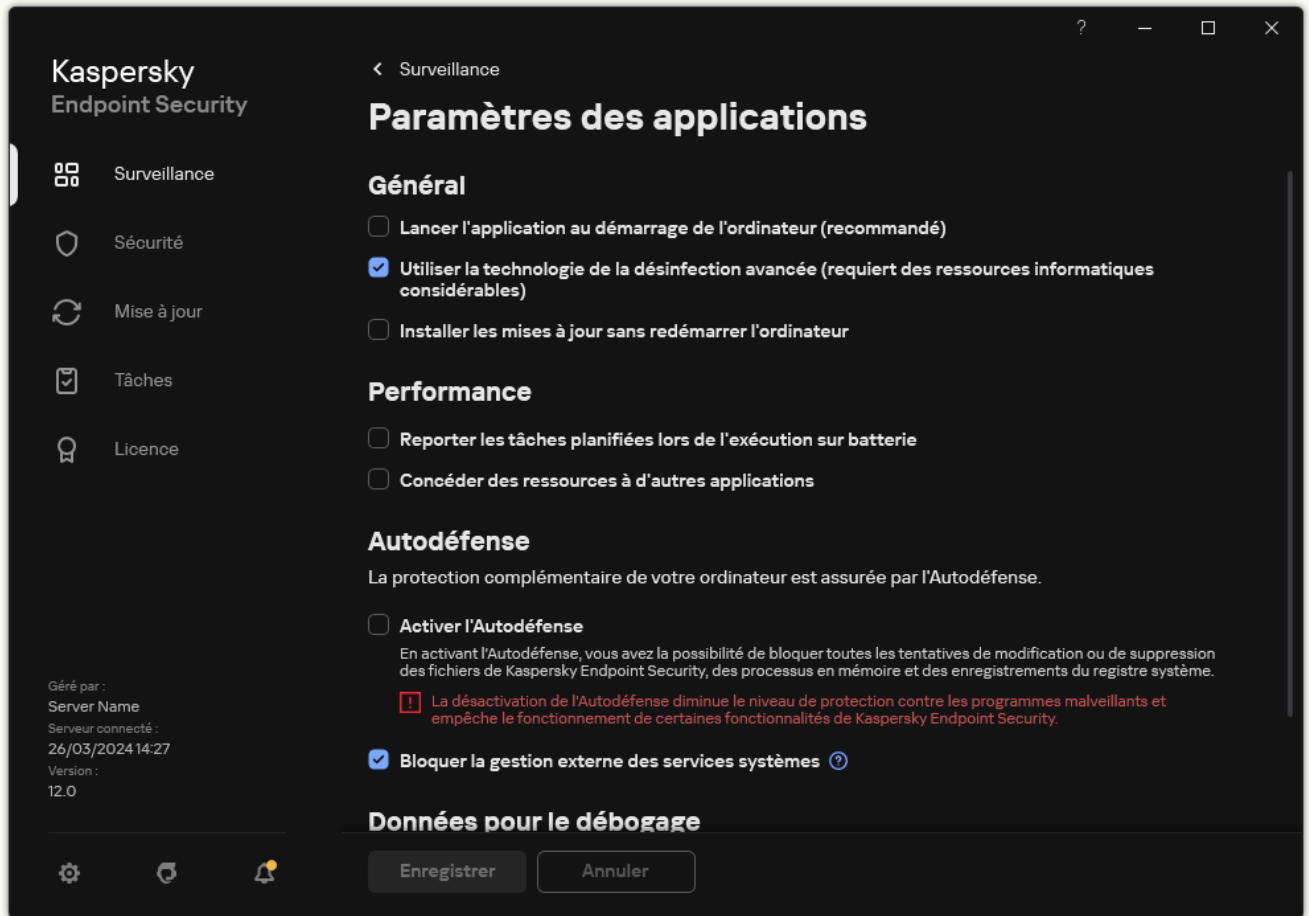 Kaspersky
Endpoint Security
Surveillance
Sécurité
Mise à jour
Tâches
Licence
Géré par :
Server Name
Serveur connecté :
26/03/2024 14:27
Version :
12.0
?
Surveillance
Paramètres des applications
Général
Lancer l'application au démarrage de l'ordinateur (recommandé)
Utiliser la technologie de la désinfection avancée (requiert des ressources informatiques
considérables)
Installer les mises à jour sans redémarrer l'ordinateur
Performance
Reporter les tâches planifiées lors de l'exécution sur batterie
Concéder des ressources à d'autres applications
Autodéfense
La protection complémentaire de votre ordinateur est assurée par l'Autodéfense.
Activer l'Autodéfense
En activant l'Autodéfense, vous avez la possibilité de bloquer toutes les tentatives de modification ou de suppression
des fichiers de Kaspersky Endpoint Security, des processus en mémoire et des enregistrements du registre système.
! La désactivation de l'Autodéfense diminue le niveau de protection contre les programmes malveillants et
empêche le fonctionnement de certaines fonctionnalités de Kaspersky Endpoint Security.
Bloquer la gestion externe des services systèmes ?
Données pour le débogage
Enregistrer
Annuler